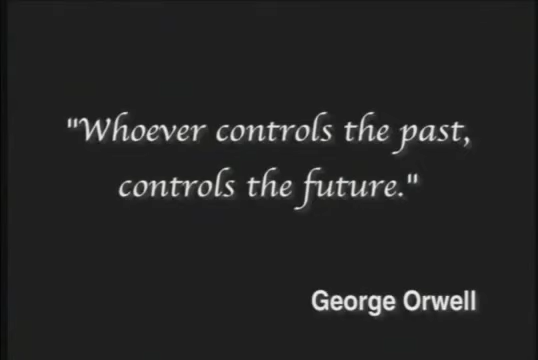 "Whoever controls the past,
controls the future."
George Orwell